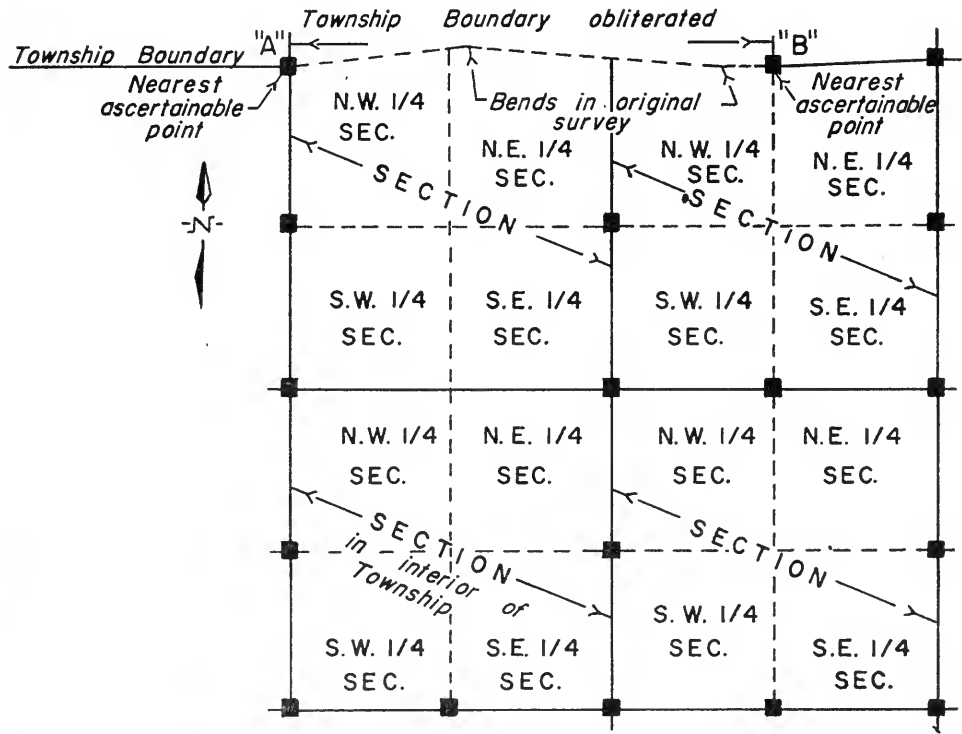 Township Boundary obliterated
"A"
"B"
Township Boundary
Nearest
ascertainable
point
Bends in original
survey
Nearest
ascertainable
point
N.W. 1/4
SEC.
N.E. 1/4
SEC.
N.W. 1/4
SEC.
N.E. 1/4
SEC.
SECTION
SECTION
N
S.W. 1/4
SEC.
S.E. 1/4
SEC.
S.W. 1/4
SEC.
S.E. 1/4
SEC.
N.W. 1/4
SEC.
N.E. 1/4
SEC.
N.W. 1/4
SEC.
N.E. 1/4
SEC.
SECTION
in interior of
Township
SECTION
S.W. 1/4
SEC.
S.E. 1/4
SEC.
S.W. 1/4
SEC.
S.E. 1/4
SEC.